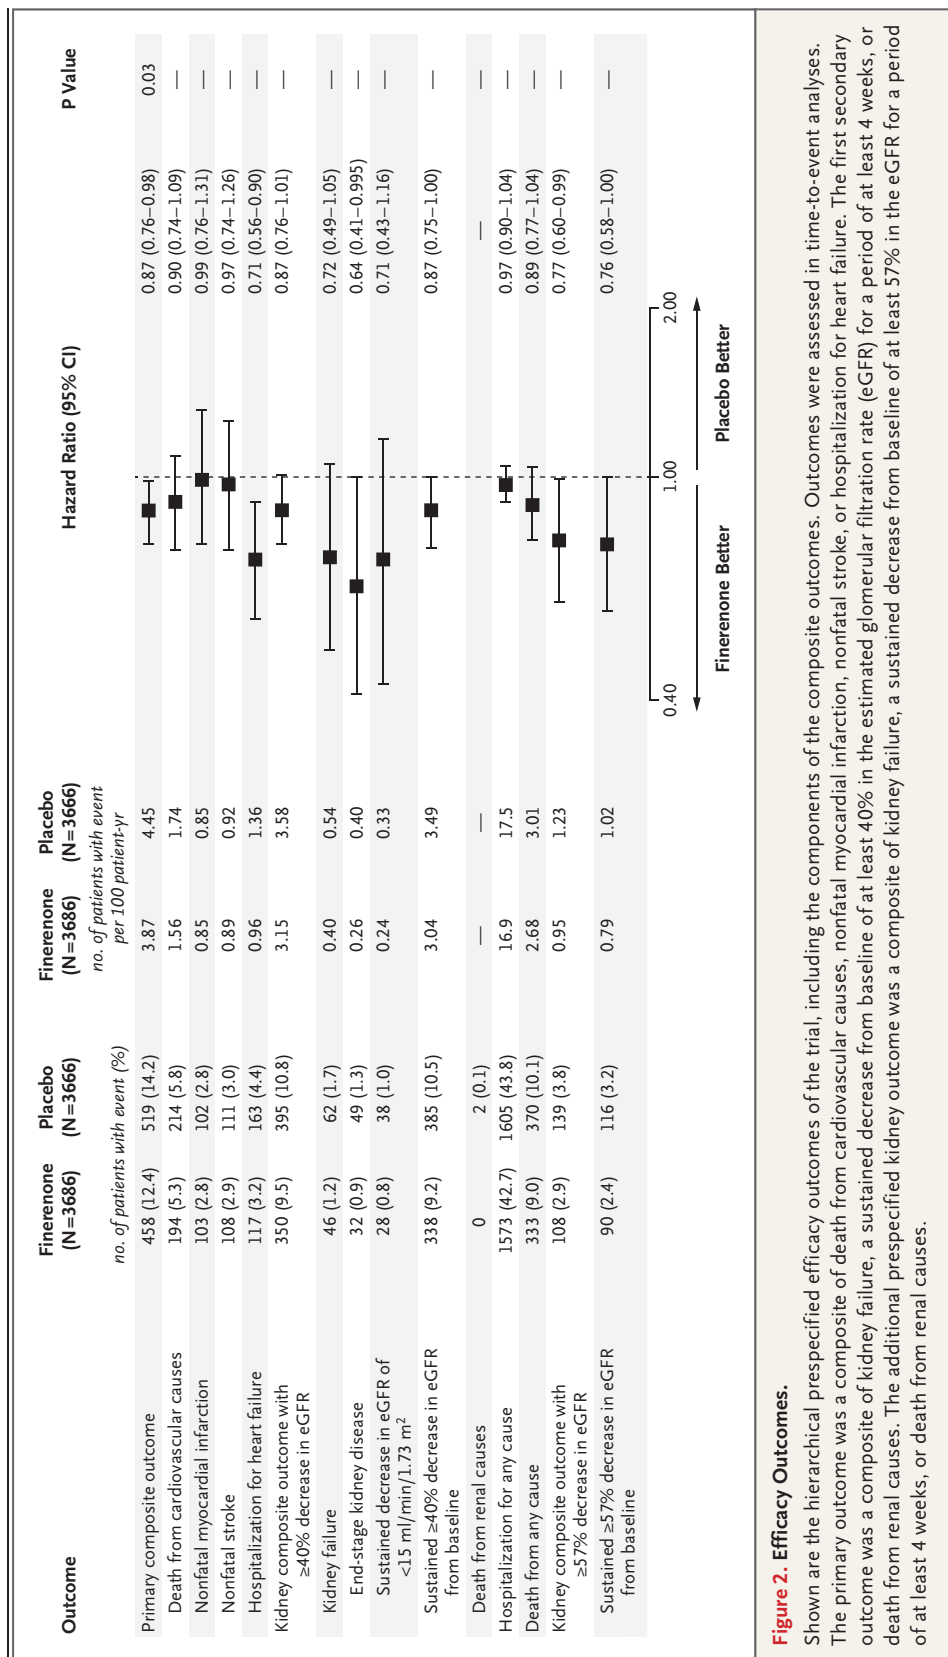 Outcome Finerenone (N=3686) Placebo (N=3666) Finerenone (N=3686) Placebo (N=3666) Hazard Ratio (95% CI) P Value
no. of patients with event (%) no. of patients with event per 100 patient-yr
Primary composite outcome 458 (12.4) 519 (14.2) 3.87 4.45 0.87 (0.76–0.98) 0.03
Death from cardiovascular causes 194 (5.3) 214 (5.8) 1.56 1.74 0.90 (0.74–1.09) —
Nonfatal myocardial infarction 103 (2.8) 102 (2.8) 0.85 0.85 0.99 (0.76–1.31) —
Nonfatal stroke 108 (2.9) 111 (3.0) 0.89 0.92 0.97 (0.74–1.26) —
Hospitalization for heart failure 117 (3.2) 163 (4.4) 0.96 1.36 0.71 (0.56–0.90) —
Kidney composite outcome with 350 (9.5) 395 (10.8) 3.15 3.58 0.87 (0.76–1.01) —
≥40% decrease in eGFR
Kidney failure 46 (1.2) 62 (1.7) 0.40 0.54 0.72 (0.49–1.05) —
End-stage kidney disease 32 (0.9) 49 (1.3) 0.26 0.40 0.64 (0.41–0.995) —
Sustained decrease in eGFR of 28 (0.8) 38 (1.0) 0.24 0.33 0.71 (0.43–1.16) —
<15 ml/min/1.73 m²
Sustained ≥40% decrease in eGFR 338 (9.2) 385 (10.5) 3.04 3.49 0.87 (0.75–1.00) —
from baseline
Death from renal causes 0 2 (0.1) — — — —
Hospitalization for any cause 1573 (42.7) 1605 (43.8) 16.9 17.5 0.97 (0.90–1.04) —
Death from any cause 333 (9.0) 370 (10.1) 2.68 3.01 0.89 (0.77–1.04) —
Kidney composite outcome with 108 (2.9) 139 (3.8) 0.95 1.23 0.77 (0.60–0.99) —
≥57% decrease in eGFR
Sustained ≥57% decrease in eGFR 90 (2.4) 116 (3.2) 0.79 1.02 0.76 (0.58–1.00) —
from baseline
0.40 1.00 2.00
Finerenone Better Placebo Better
Figure 2. Efficacy Outcomes.
Shown are the hierarchical prespecified efficacy outcomes of the trial, including the components of the composite outcomes. Outcomes were assessed in time-to-event analyses.
The primary outcome was a composite of death from cardiovascular causes, nonfatal myocardial infarction, nonfatal stroke, or hospitalization for heart failure. The first secondary
outcome was a composite of kidney failure, a sustained decrease from baseline of at least 40% in the estimated glomerular filtration rate (eGFR) for a period of at least 4 weeks, or
death from renal causes. The additional prespecified kidney outcome was a composite of kidney failure, a sustained decrease from baseline of at least 57% in the eGFR for a period
of at least 4 weeks, or death from renal causes.